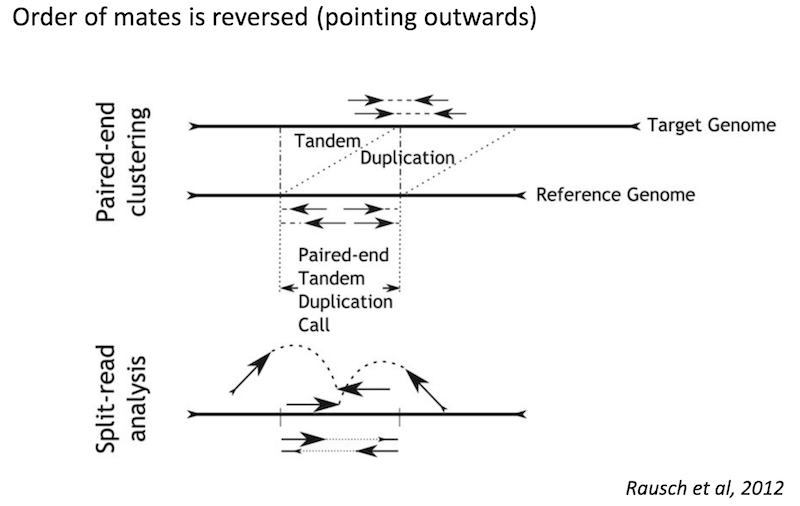 Order of mates is reversed (pointing outwards)
Paired-end
clustering
Target Genome
Tandem
Duplication
Reference Genome
Paired-end
Tandem
Duplication
Call
Split-read
analysis
Rausch et al, 2012